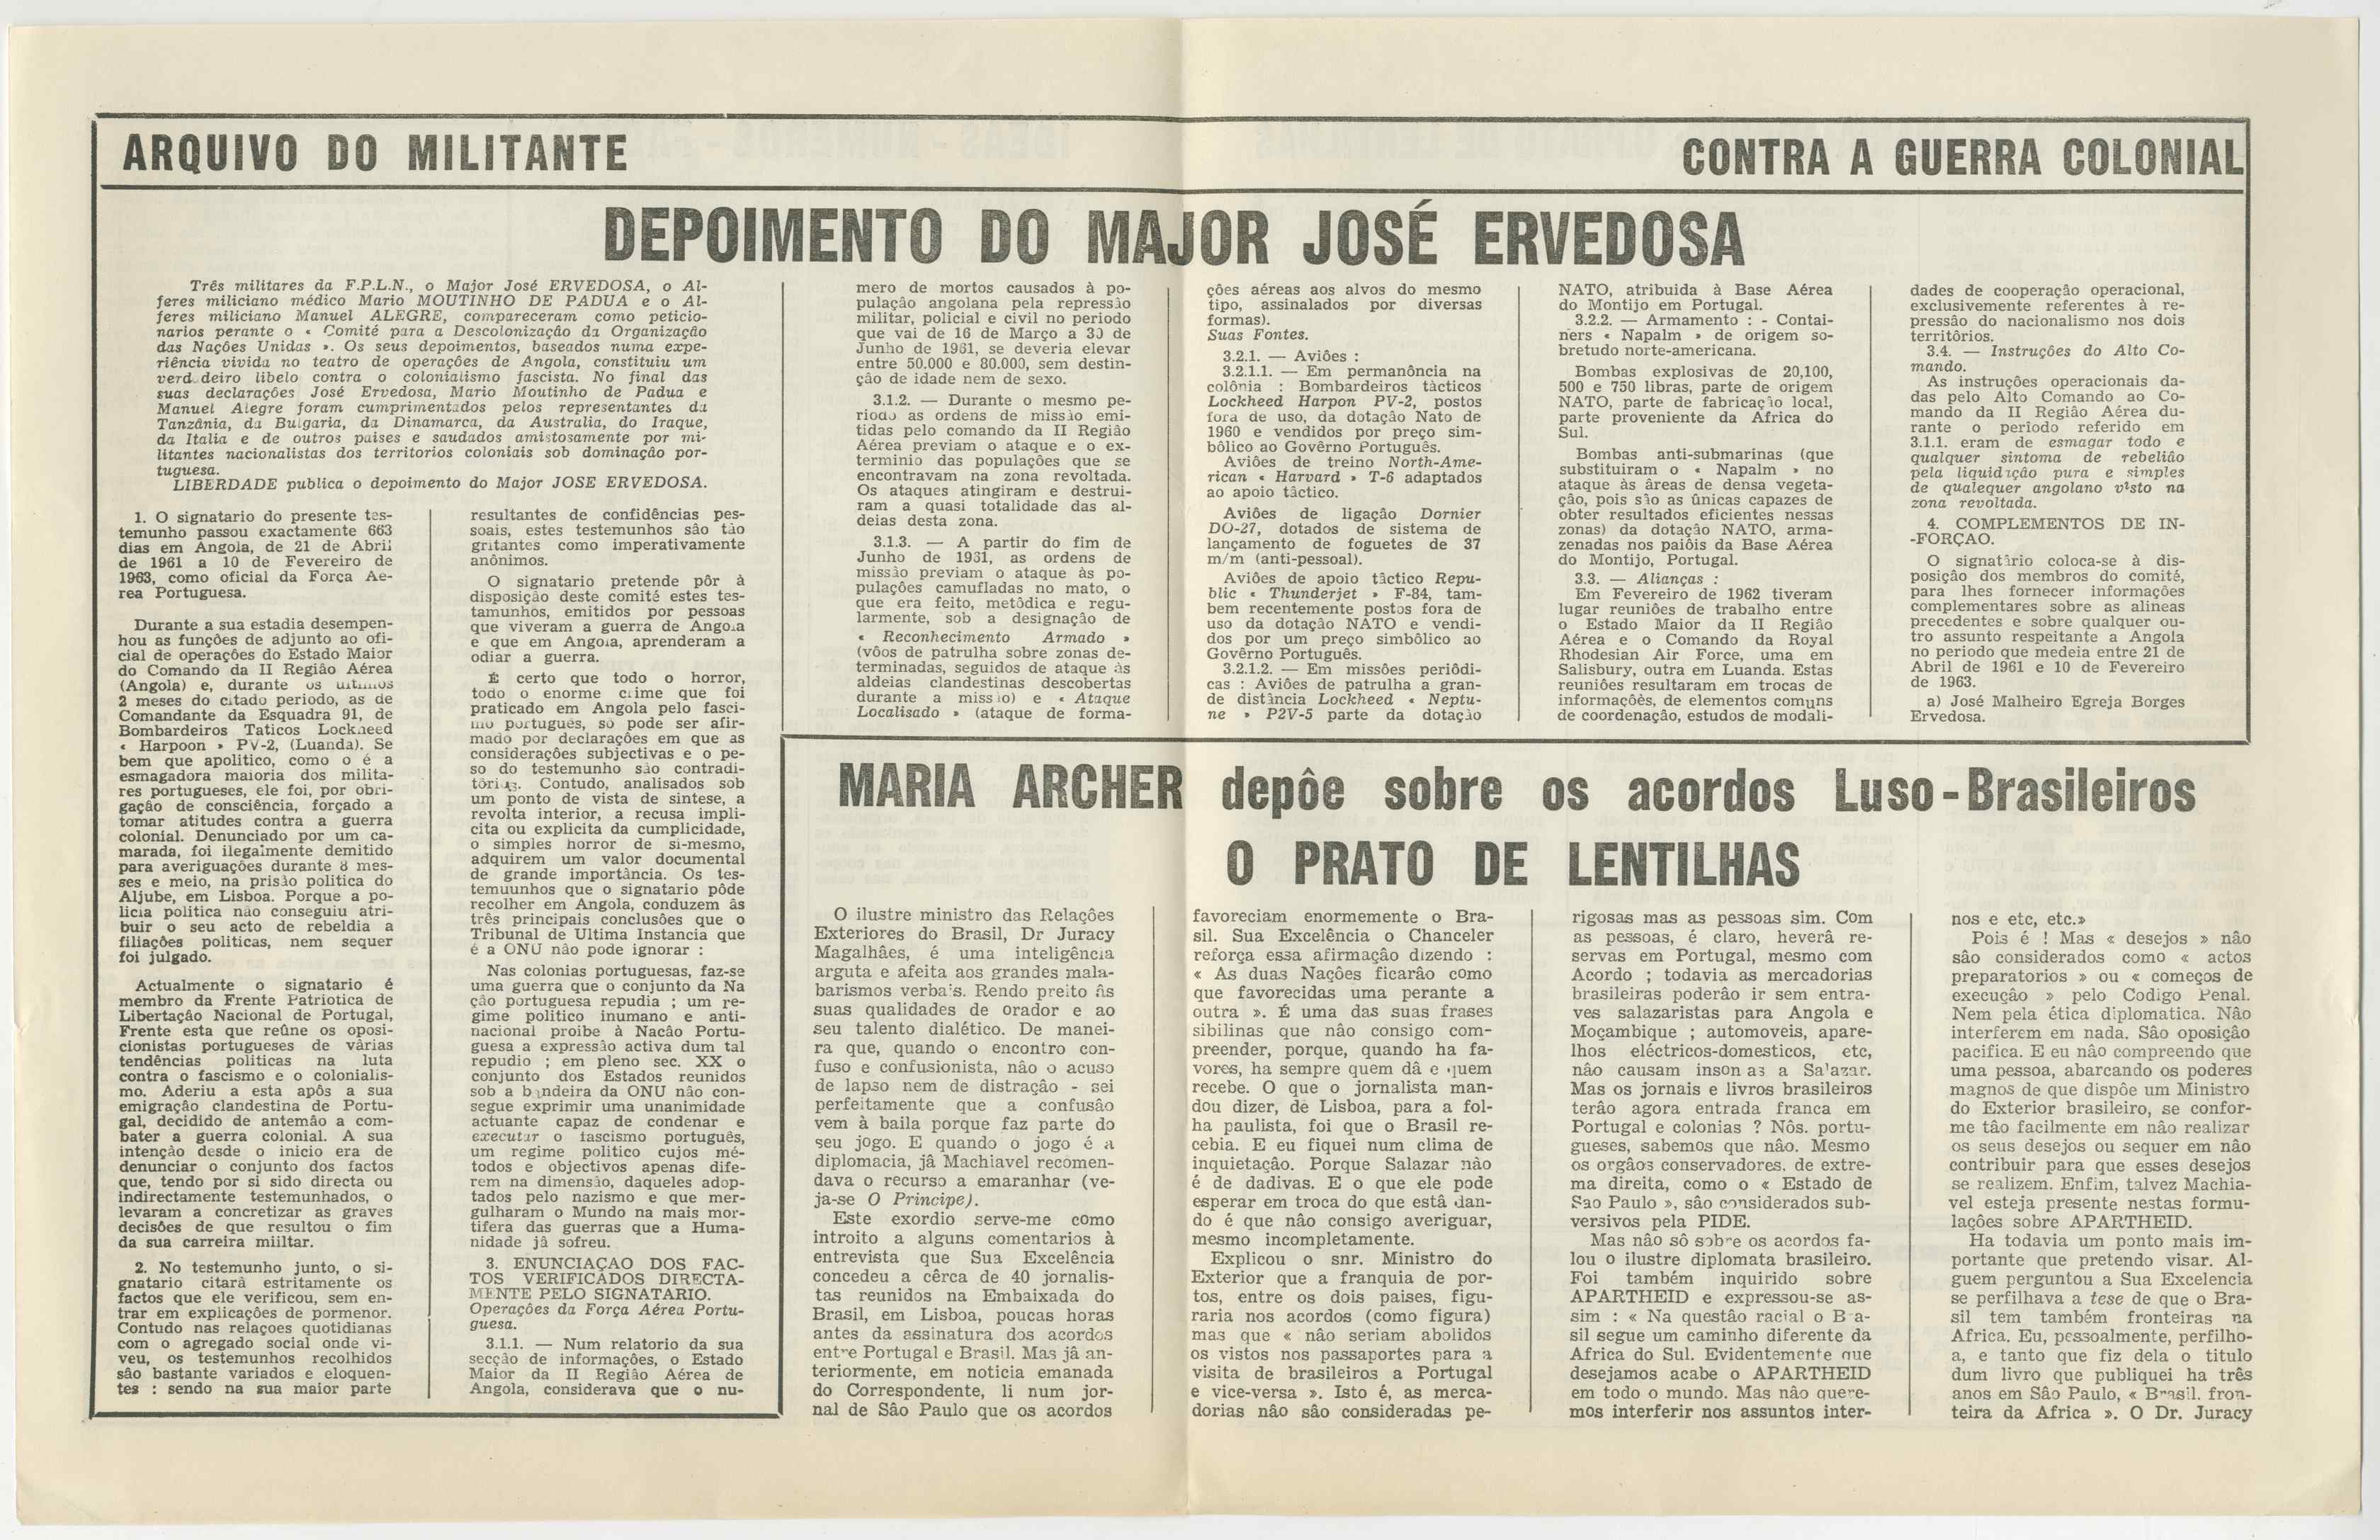 ARQUIVO DO MILITANTE
CONTRA A GUERRA COLONIAL
DEPOIMENTO DO MAJOR JOSÉ ERVEDOSA
Três militares da F.P.L.N., o Major José ERVEDOSA, o Al-
feres miliciano médico Mario MOUTINHO DE PADUA e o Al-
feres miliciano Manuel ALEGRE, compareceram como peticio-
narios perante o « Comité para a Descolonização da Organização
das Nações Unidas ». Os seus depoimentos, baseados numa expe-
riência vivida no teatro de operações de Angola, constituiu um
verd deiro libelo contra o colonialismo fascista. No final das
suas declarações José Ervedosa, Mario Moutinho de Padua e
Manuel Alegre foram cumprimentados pelos representantes da
Tanzânia, da Bulgaria, da Dinamarca, da Australia, do Iraque,
da Italia e de outros paises e saudados amistosamente por mi-
litantes nacionalistas dos territorios coloniais sob dominação por-
tuguesa.
LIBERDADE publica o depoimento do Major JOSE ERVEDOSA.
1. O signatario do presente tes-
temunho passou exactamente 663
dias em Angola, de 21 de Abril
de 1961 a 10 de Fevereiro de
1963, como oficial da Força Ae-
rea Portuguesa.
Durante a sua estadia desempen-
hou as funções de adjunto ao ofi-
cial de operações do Estado Maior
do Comando da II Região Aérea
(Angola) e, durante os ultimos
2 meses do citado periodo, as de
Comandante da Esquadra 91, de
Bombardeiros Taticos Lockheed
« Harpoon » PV-2, (Luanda). Se
bem que apolitico, como o é a
esmagadora maioria dos milita-
res portugueses, ele foi, por obri-
gação de consciência, forçado a
tomar atitudes contra a guerra
colonial. Denunciado por um ca-
marada, foi ilegalmente demitido
para averiguações durante 8 mes-
ses e meio, na prisão politica do
Aljube, em Lisboa. Porque a po-
licia politica não conseguiu atri-
buir o seu acto de rebeldia a
filiações politicas, nem sequer
foi julgado.
Actualmente o signatario é
membro da Frente Patriotica de
Libertação Nacional de Portugal,
Frente esta que reûne os oposi-
cionistas portugueses de vàrias
tendências politicas na luta
contra o fascismo e o colonialis-
mo. Aderiu a esta apôs a sua
emigração clandestina de Portu-
gal, decidido de antemâo a com-
bater a guerra colonial. A sua
intenção desde o inicio era de
denunciar o conjunto dos factos
que, tendo por si sido directa ou
indirectamente testemunhados, o
levaram a concretizar as graves
decisões de que resultou o fim
da sua carreira miiltar.
2. No testemunho junto, o si-
gnatario citarâ estritamente os
factos que ele verificou, sem en-
trar em explicações de pormenor.
Contudo nas relaçoes quotidianas
com o agregado social onde vi-
veu, os testemunhos recolhidos
são bastante variados e eloquen-
tes : sendo na sua maior parte
resultantes de confidências pes-
soais, estes testemunhos são tão
gritantes como imperativamente
anônimos.
O signatario pretende pôr à
disposição deste comité estes tes-
tamunhos, emitidos por pessoas
que viveram a guerra de Angola
e que em Angola, aprenderam a
odiar a guerra.
É certo que todo o horror,
todo o enorme crime que foi
praticado em Angola pelo fasci-
mo português, so pode ser afir-
mado por declarações em que as
considerações subjectivas e o pe-
so do testemunho são contradi-
tôrias. Contudo, analisados sob
um ponto de vista de sintese, a
revolta interior, a recusa impli-
cita ou explicita da cumplicidade,
o simples horror de si-mesmo,
adquirem um valor documental
de grande importância. Os tes-
temuunhos que o signatario pôde
recolher em Angola, conduzem âs
três principais conclusôes que o
Tribunal de Ultima Instancia que
é a ONU nâo pode ignorar :
Nas colonias portuguesas, faz-se
uma guerra que o conjunto da Na
ção portuguesa repudia ; um re-
gime politico inumano e anti-
nacional proibe à Nacâo Portu-
guesa a expressão activa dum tal
repudio ; em pleno sec. XX o
conjunto dos Estados reunidos
sob a bandeira da ONU nâo con-
segue exprimir uma unanimidade
actuante capaz de condenar e
executar o fascismo português,
um regime politico cujos mé-
todos e objectivos apenas dife-
rem na dimensão, daqueles adop-
tados pelo nazismo e que mer-
gulharam o Mundo na mais mor-
tifera das guerras que a Huma-
nidade jâ sofreu.
3. ENUNCIAÇAO DOS FAC-
TOS VERIFICADOS DIRECTA-
MENTE PELO SIGNATARIO.
Operações da Força Aérea Portu-
guesa.
3.1.1. — Num relatorio da sua
secção de informações, o Estado
Maior da II Região Aérea de
Angola, considerava que o nu-
mero de mortos causados à po-
pulação angolana pela repressão
militar, policial e civil no periodo
que vai de 16 de Março a 30 de
Junho de 1961, se deveria elevar
entre 50.000 e 80.000, sem destin-
ção de idade nem de sexo.
3.1.2. — Durante o mesmo pe-
riodo as ordens de missão emi-
tidas pelo comando da II Região
Aérea previam o ataque e o ex-
terminio das populações que se
encontravam na zona revoltada.
Os ataques atingiram e destrui-
ram a quasi totalidade das al-
deias desta zona.
3.1.3. — A partir do fim de
Junho de 1961, as ordens de
missão previam o ataque às po-
pulações camufladas no mato, o
que era feito, metôdica e regu-
larmente, sob a designação de
« Reconhecimento Armado »
(vôos de patrulha sobre zonas de-
terminadas, seguidos de ataque às
aldeias clandestinas descobertas
durante a missão) e « Ataque
Localisado » (ataque de forma-
ções aéreas aos alvos do mesmo
tipo, assinalados por diversas
formas).
Suas Fontes.
3.2.1. — Aviões :
3.2.1.1. — Em permanôncia na
colônia : Bombardeiros tàcticos
Lockheed Harpon PV-2, postos
fora de uso, da dotação Nato de
1960 e vendidos por preço sim-
bôlico ao Govêrno Português.
Aviões de treino North-Ame-
rican « Harvard » T-6 adaptados
ao apoio tâctico.
Aviões de ligação Dornier
DO-27, dotados de sistema de
lançamento de foguetes de 37
m/m (anti-pessoal).
Aviões de apoio tâctico Repu-
blic « Thunderjet » F-84, tam-
bem recentemente postos fora de
uso da dotação NATO e vendi-
dos por um preço simbôlico ao
Govêrno Português.
3.2.1.2. — Em missões periôdi-
cas : Aviões de patrulha a gran-
de distância Lockheed « Neptu-
ne » P2V-5 parte da dotação
NATO, atribuida à Base Aérea
do Montijo em Portugal.
3.2.2. — Armamento : - Contai-
ners « Napalm » de origem so-
bretudo norte-americana.
Bombas explosivas de 20,100,
500 e 750 libras, parte de origem
NATO, parte de fabricação local,
parte proveniente da Africa do
Sul.
Bombas anti-submarinas (que
substituiram o « Napalm » no
ataque às âreas de densa vegeta-
ção, pois são as ûnicas capazes de
obter resultados eficientes nessas
zonas) da dotação NATO, arma-
zenadas nos paiôis da Base Aérea
do Montijo, Portugal.
3.3. — Alianças :
Em Fevereiro de 1962 tiveram
lugar reuniões de trabalho entre
o Estado Maior da II Região
Aérea e o Comando da Royal
Rhodesian Air Force, uma em
Salisbury, outra em Luanda. Estas
reuniões resultaram em trocas de
informaçôès, de elementos comuns
de coordenação, estudos de modali-
dades de cooperação operacional,
exclusivamente referentes à re-
pressão do nacionalismo nos dois
territôrios.
3.4. — Instruções do Alto Co-
mando.
As instruções operacionais da-
das pelo Alto Comando ao Co-
mando da II Região Aérea du-
rante o periodo referido em
3.1.1. eram de esmagar todo e
qualquer sintoma de rebelião
pela liquidação pura e simples
de qualequer angolano visto na
zona revoltada.
4. COMPLEMENTOS DE IN-
-FORÇAO.
O signatàrio coloca-se à dis-
posição dos membros do comité,
para lhes fornecer informações
complementares sobre as alineas
precedentes e sobre qualquer ou-
tro assunto respeitante a Angola
no periodo que medeia entre 21 de
Abril de 1961 e 10 de Fevereiro
de 1963.
a) José Malheiro Egreja Borges
Ervedosa.
MARIA ARCHER depôe sobre os acordos Luso-Brasileiros
O PRATO DE LENTILHAS
O ilustre ministro das Relações
Exteriores do Brasil, Dr Juracy
Magalhâes, é uma inteligência
arguta e afeita aos grandes mala-
barismos verbais. Rendo preito âs
suas qualidades de orador e ao
seu talento dialético. De manei-
ra que, quando o encontro con-
fuso e confusionista, nâo o acuso
de lapso nem de distração - sei
perfeitamente que a confusâo
vem à baila porque faz parte do
seu jogo. E quando o jogo é a
diplomacia, jâ Machiavel recomen-
dava o recurso a emaranhar (ve-
ja-se O Principe).
Este exordio serve-me como
introito a alguns comentarios à
entrevista que Sua Excelência
concedeu a cêrca de 40 jornalis-
tas reunidos na Embaixada do
Brasil, em Lisboa, poucas horas
antes da assinatura dos acordos
entre Portugal e Brasil. Mas jâ an-
teriormente, em noticia emanada
do Correspondente, li num jor-
nal de Sâo Paulo que os acordos
favoreciam enormemente o Bra-
sil. Sua Excelência o Chanceler
reforça essa afirmação dizendo :
« As duas Nações ficarâo como
que favorecidas uma perante a
outra ». É uma das suas frases
sibilinas que nâo consigo com-
preender, porque, quando ha fa-
vores, ha sempre quem dâ e quem
recebe. O que o jornalista man-
dou dizer, de Lisboa, para a fol-
ha paulista, foi que o Brasil re-
cebia. E eu fiquei num clima de
inquietação. Porque Salazar não
é de dadivas. E o que ele pode
esperar em troca do que estâ dan-
do é que nâo consigo averiguar,
mesmo incompletamente.
Explicou o snr. Ministro do
Exterior que a franquia de por-
tos, entre os dois paises, figu-
raria nos acordos (como figura)
mas que « nâo seriam abolidos
os vistos nos passaportes para a
visita de brasileiros a Portugal
e vice-versa ». Isto é, as merca-
dorias nâo sâo consideradas pe-
rigosas mas as pessoas sim. Com
as pessoas, é claro, heverâ re-
servas em Portugal, mesmo com
Acordo ; todavia as mercadorias
brasileiras poderâo ir sem entra-
ves salazaristas para Angola e
Moçambique ; automoveis, apare-
lhos eléctricos-domesticos, etc,
nâo causam insonias a Salazar.
Mas os jornais e livros brasileiros
terâo agora entrada franca em
Portugal e colonias ? Nôs. portu-
gueses, sabemos que nâo. Mesmo
os orgâos conservadores. de extre-
ma direita, como o « Estado de
Sao Paulo », sâo considerados sub-
versivos pela PIDE.
Mas nâo sô sobre os acordos fa-
lou o ilustre diplomata brasileiro.
Foi também inquirido sobre
APARTHEID e expressou-se as-
sim : « Na questâo racial o B a-
sil segue um caminho diferente da
Africa do Sul. Evidentemente que
desejamos acabe o APARTHEID
em todo o mundo. Mas nâo quere-
mos interferir nos assuntos inter-
nos e etc, etc.»
Pois é ! Mas « desejos » nâo
sâo considerados como « actos
preparatorios » ou « começos de
execução » pelo Codigo Penal.
Nem pela ética diplomatica. Nâo
interferem em nada. Sâo oposição
pacifica. E eu nâo compreendo que
uma pessoa, abarcando os poderes
magnos de que dispôe um Ministro
do Exterior brasileiro, se confor-
me tâo facilmente em nâo realizar
os seus desejos ou sequer em nâo
contribuir para que esses desejos
se realizem. Enfim, talvez Machia-
vel esteja presente nestas formu-
lações sobre APARTHEID.
Ha todavia um ponto mais im-
portante que pretendo visar. Al-
guem perguntou a Sua Excelencia
se perfilhava a tese de que o Bra-
sil tem também fronteiras na
Africa. Eu, pessoalmente, perfilho-
a, e tanto que fiz dela o titulo
dum livro que publiquei ha três
anos em Sâo Paulo, « Brasil. fron-
teira da Africa ». O Dr. Juracy